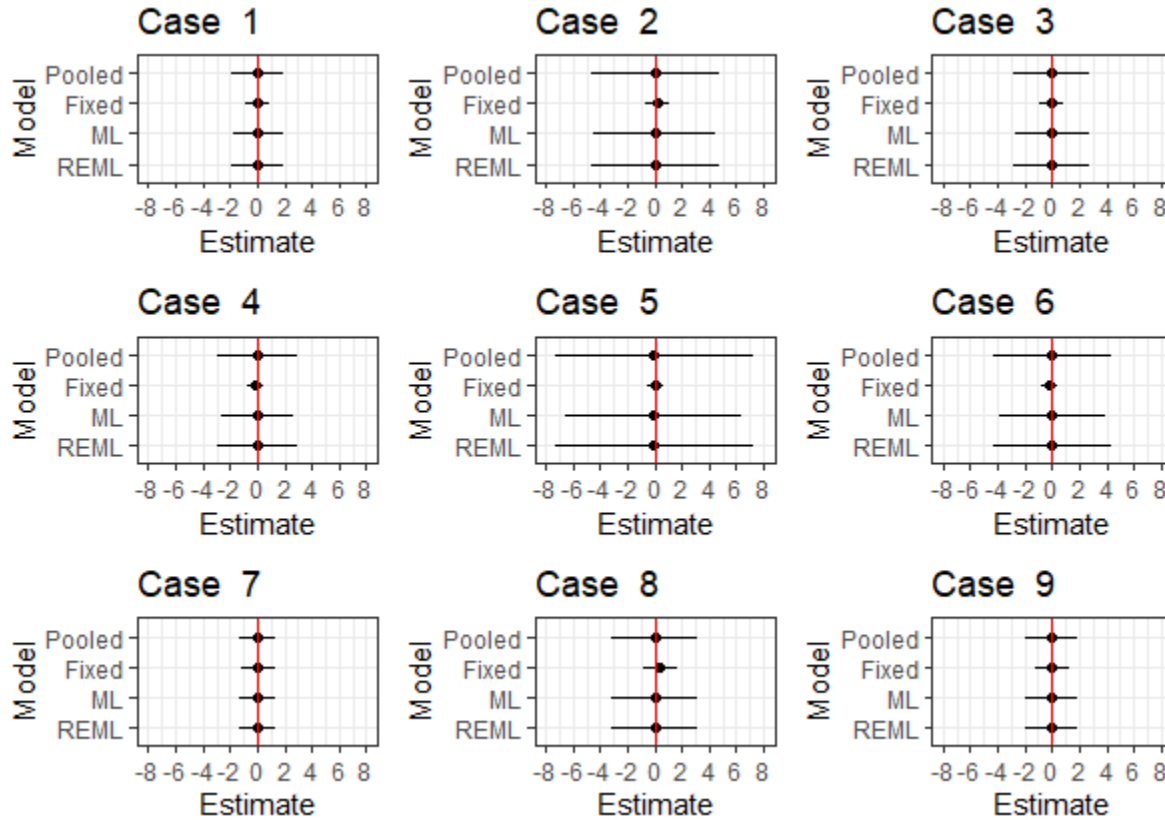 Case 1
Case 2
Case 3
Model
Pooled
Fixed
ML
REML
-8 -6 -4 -2 0 2 4 6 8
Estimate
Model
Pooled
Fixed
ML
REML
-8 -6 -4 -2 0 2 4 6 8
Estimate
Model
Pooled
Fixed
ML
REML
-8 -6 -4 -2 0 2 4 6 8
Estimate
Case 4
Case 5
Case 6
Model
Pooled
Fixed
ML
REML
-8 -6 -4 -2 0 2 4 6 8
Estimate
Model
Pooled
Fixed
ML
REML
-8 -6 -4 -2 0 2 4 6 8
Estimate
Model
Pooled
Fixed
ML
REML
-8 -6 -4 -2 0 2 4 6 8
Estimate
Case 7
Case 8
Case 9
Model
Pooled
Fixed
ML
REML
-8 -6 -4 -2 0 2 4 6 8
Estimate
Model
Pooled
Fixed
ML
REML
-8 -6 -4 -2 0 2 4 6 8
Estimate
Model
Pooled
Fixed
ML
REML
-8 -6 -4 -2 0 2 4 6 8
Estimate